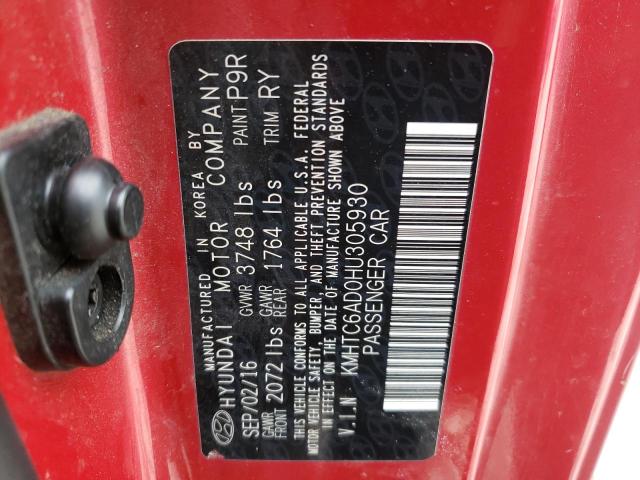 MANUFACTURED IN KOREA BY
HYUNDAI MOTOR COMPANY
SEP/02/16 GVWR 3748 lbs PAINT P9R
GAWR FRONT 2072 lbs GAWR REAR 1764 lbs TRIM RY
THIS VEHICLE CONFORMS TO ALL APPLICABLE U.S.A. FEDERAL
MOTOR VEHICLE SAFETY, BUMPER, AND THEFT PREVENTION STANDARDS
IN EFFECT ON THE DATE OF MANUFACTURE SHOWN ABOVE
V.I.N: KMHTC6AD0HU305930
PASSENGER CAR